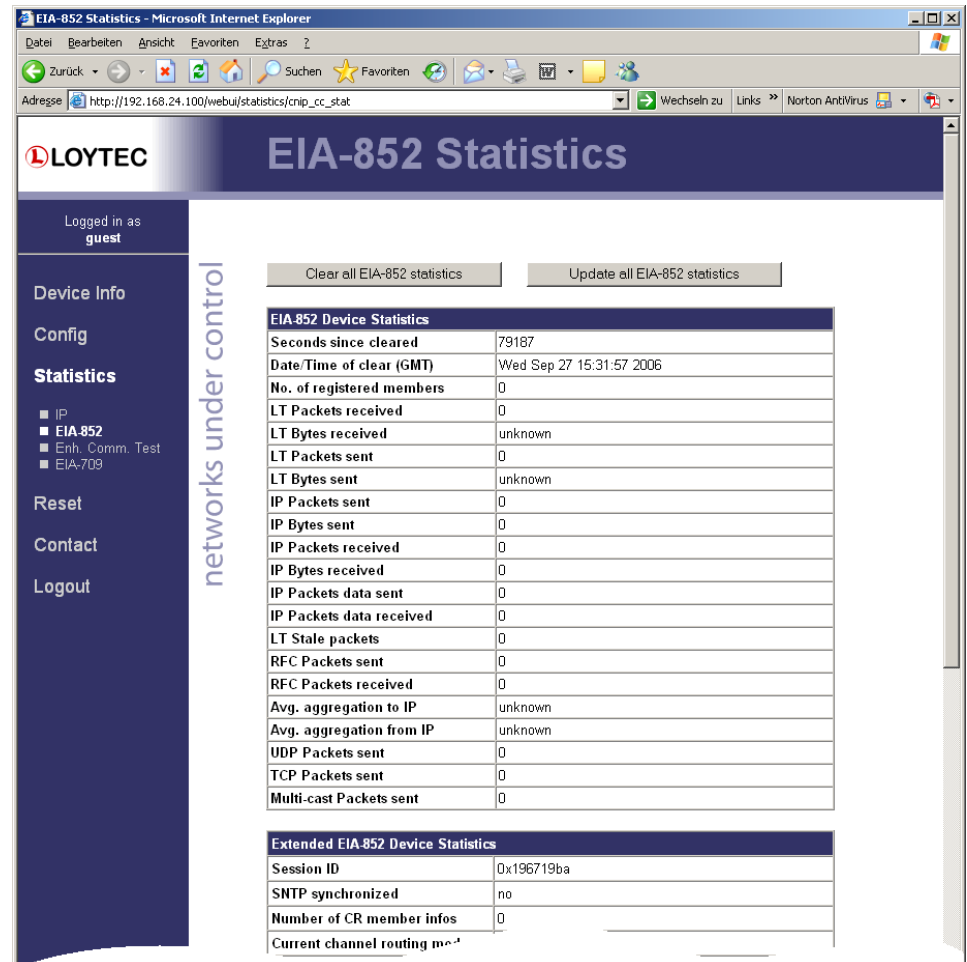 EIA-852 Statistics - Microsoft Internet Explorer
Datei Bearbeiten Ansicht Favoriten Extras ?
Zurück Suchen Favoriten
Adresse http://192.168.24.100/webui/statistics/cnip_cc_stat Wechseln zu Links » Norton AntiVirus
LOYTEC
EIA-852 Statistics
Logged in as
guest
Device Info
Config
Statistics
IP
EIA-852
Enh. Comm. Test
EIA-709
Reset
Contact
Logout
networks under control
Clear all EIA-852 statistics Update all EIA-852 statistics
EIA-852 Device Statistics
Seconds since cleared 79187
Date/Time of clear (GMT) Wed Sep 27 15:31:57 2006
No. of registered members 0
LT Packets received 0
LT Bytes received unknown
LT Packets sent 0
LT Bytes sent unknown
IP Packets sent 0
IP Bytes sent 0
IP Packets received 0
IP Bytes received 0
IP Packets data sent 0
IP Packets data received 0
LT Stale packets 0
RFC Packets sent 0
RFC Packets received 0
Avg. aggregation to IP unknown
Avg. aggregation from IP unknown
UDP Packets sent 0
TCP Packets sent 0
Multi-cast Packets sent 0
Extended EIA-852 Device Statistics
Session ID 0x196719ba
SNTP synchronized no
Number of CR member infos 0
Current channel routing